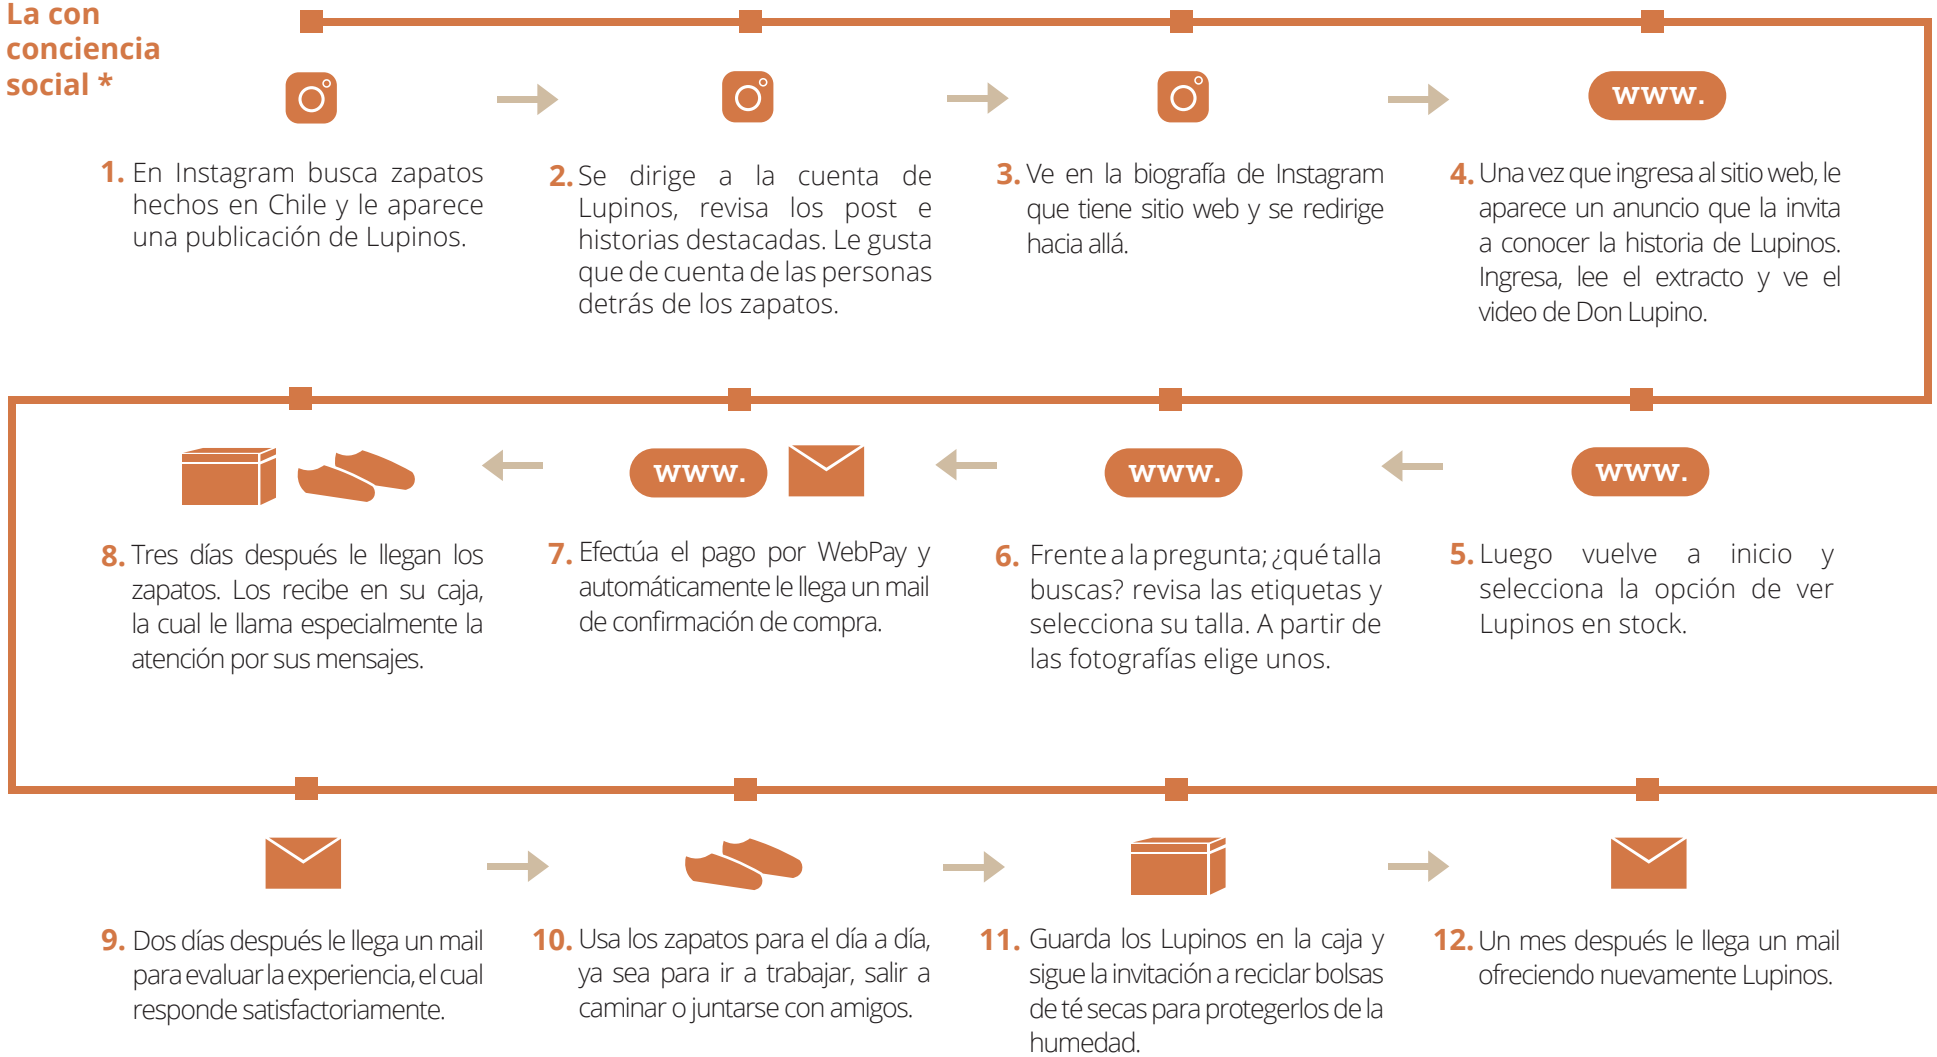 La con
conciencia
social *
1. En Instagram busca zapatos
hechos en Chile y le aparece
una publicación de Lupinos.
2. Se dirige a la cuenta de
Lupinos, revisa los post e
historias destacadas. Le gusta
que de cuenta de las personas
detrás de los zapatos.
3. Ve en la biografía de Instagram
que tiene sitio web y se redirige
hacia allá.
www.
4. Una vez que ingresa al sitio web, le
aparece un anuncio que la invita
a conocer la historia de Lupinos.
Ingresa, lee el extracto y ve el
video de Don Lupino.
www.
5. Luego vuelve a inicio y
selecciona la opción de ver
Lupinos en stock.
www.
6. Frente a la pregunta; ¿qué talla
buscas? revisa las etiquetas y
selecciona su talla. A partir de
las fotografías elige unos.
www.
7. Efectúa el pago por WebPay y
automáticamente le llega un mail
de confirmación de compra.
8. Tres días después le llegan los
zapatos. Los recibe en su caja,
la cual le llama especialmente la
atención por sus mensajes.
9. Dos días después le llega un mail
para evaluar la experiencia, el cual
responde satisfactoriamente.
10. Usa los zapatos para el día a día,
ya sea para ir a trabajar, salir a
caminar o juntarse con amigos.
11. Guarda los Lupinos en la caja y
sigue la invitación a reciclar bolsas
de té secas para protegerlos de la
humedad.
12. Un mes después le llega un mail
ofreciendo nuevamente Lupinos.